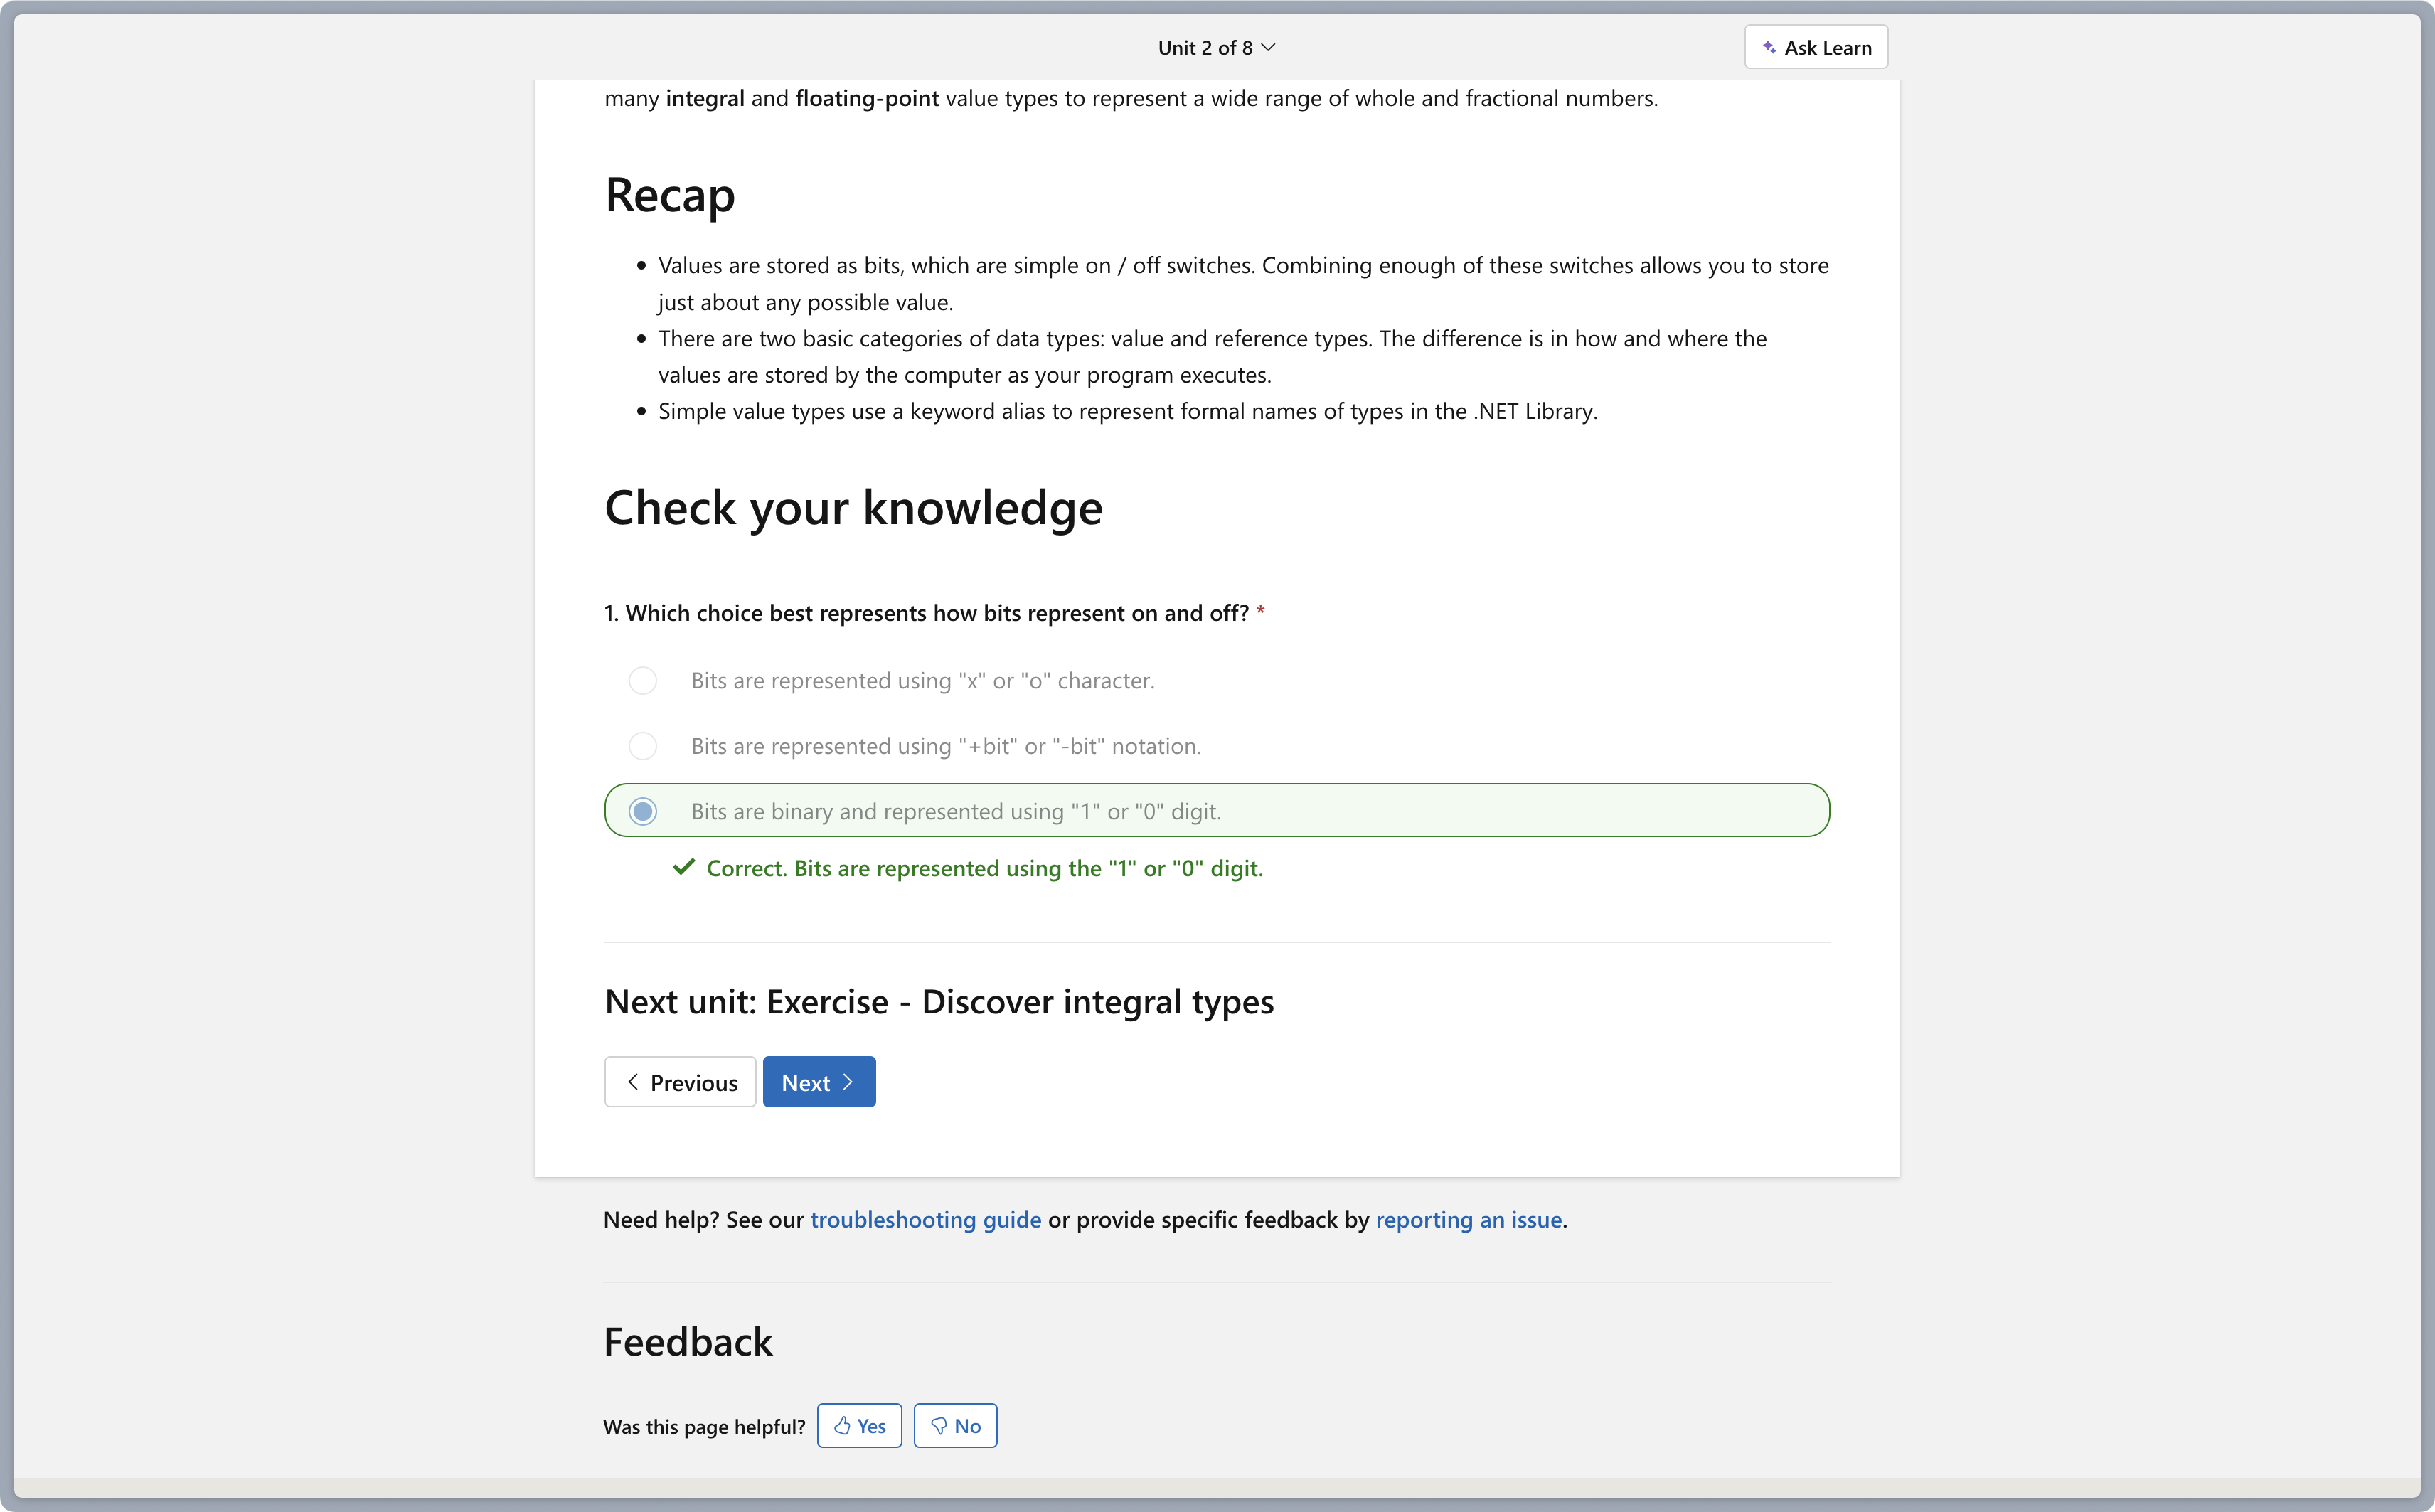 Unit 2 of 8
Ask Learn
many integral and floating-point value types to represent a wide range of whole and fractional numbers.
Recap
Values are stored as bits, which are simple on / off switches. Combining enough of these switches allows you to store
just about any possible value.
There are two basic categories of data types: value and reference types. The difference is in how and where the
values are stored by the computer as your program executes.
Simple value types use a keyword alias to represent formal names of types in the .NET Library.
Check your knowledge
1. Which choice best represents how bits represent on and off? *
Bits are represented using "x" or "o" character.
Bits are represented using "+bit" or "-bit" notation.
Bits are binary and represented using "1" or "0" digit.
Correct. Bits are represented using the "1" or "0" digit.
Next unit: Exercise - Discover integral types
Previous Next
Need help? See our troubleshooting guide or provide specific feedback by reporting an issue.
Feedback
Was this page helpful? Yes No